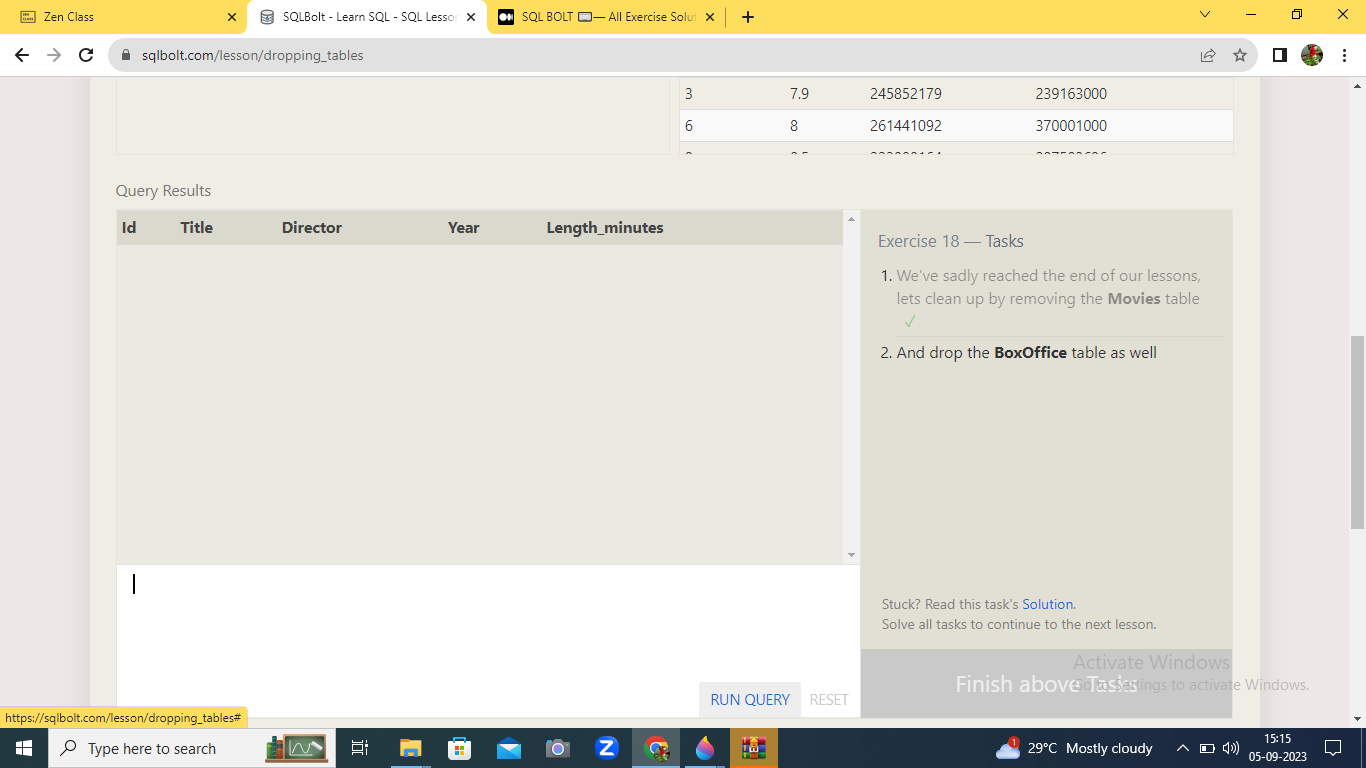 Zen Class
SQLBolt - Learn SQL - SQL Lesson
SQL BOLT — All Exercise Solut
sqlbolt.com/lesson/dropping_tables
3 7.9 245852179 239163000
6 8 261441092 370001000
Query Results
Id Title Director Year Length_minutes
Exercise 18 — Tasks
1. We've sadly reached the end of our lessons,
lets clean up by removing the Movies table
✓
2. And drop the BoxOffice table as well
Stuck? Read this task's Solution.
Solve all tasks to continue to the next lesson.
Activate Windows
Finish above Tasks
Go to Settings to activate Windows.
RUN QUERY RESET
https://sqlbolt.com/lesson/dropping_tables#
Type here to search
1
29°C Mostly cloudy
15:15
05-09-2023